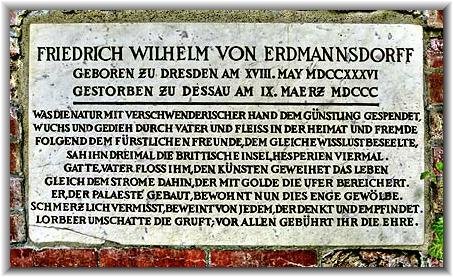 FRIEDRICH WILHELM VON ERDMANNSDORFF
GEBOREN ZU DRESDEN AM XVIII. MAY MDCCXXXVI
GESTORBEN ZU DESSAU AM IX. MAERZ MDCCC
WAS DIE NATUR MIT VERSCHWENDERISCHER HAND DEM GÜNSTLING GESPENDET,
WUCHS UND GEDIEH DURCH VATER UND FLEISS IN DER HEIMAT UND FREMDE
FOLGEND DEM FÜRSTLICHEN FREUNDE, DEM GLEICHE WISSLUST BESEELTE,
SAH IHN DREIMAL DIE BRITTISCHE INSEL, HESPERIEN VIERMAL.
GATTE, VATER FLOSS IHM, DEN KÜNSTEN GEWEIHET DAS LEBEN
GLEICH DEM STROME DAHIN, DER MIT GOLDE DIE UFER BEREICHERT.
ER, DER PALAESTE GEBAUT, BEWOHNT NUN DIES ENGE GEWÖLBE.
SCHMERZLICH VERMISST, BEWEINT VON JEDEM, DER DENKT UND EMPFINDET.
LORBEER UMSCHATTE DIE GRUFT; VOR ALLEN GEBÜHRT IHR DIE EHRE.